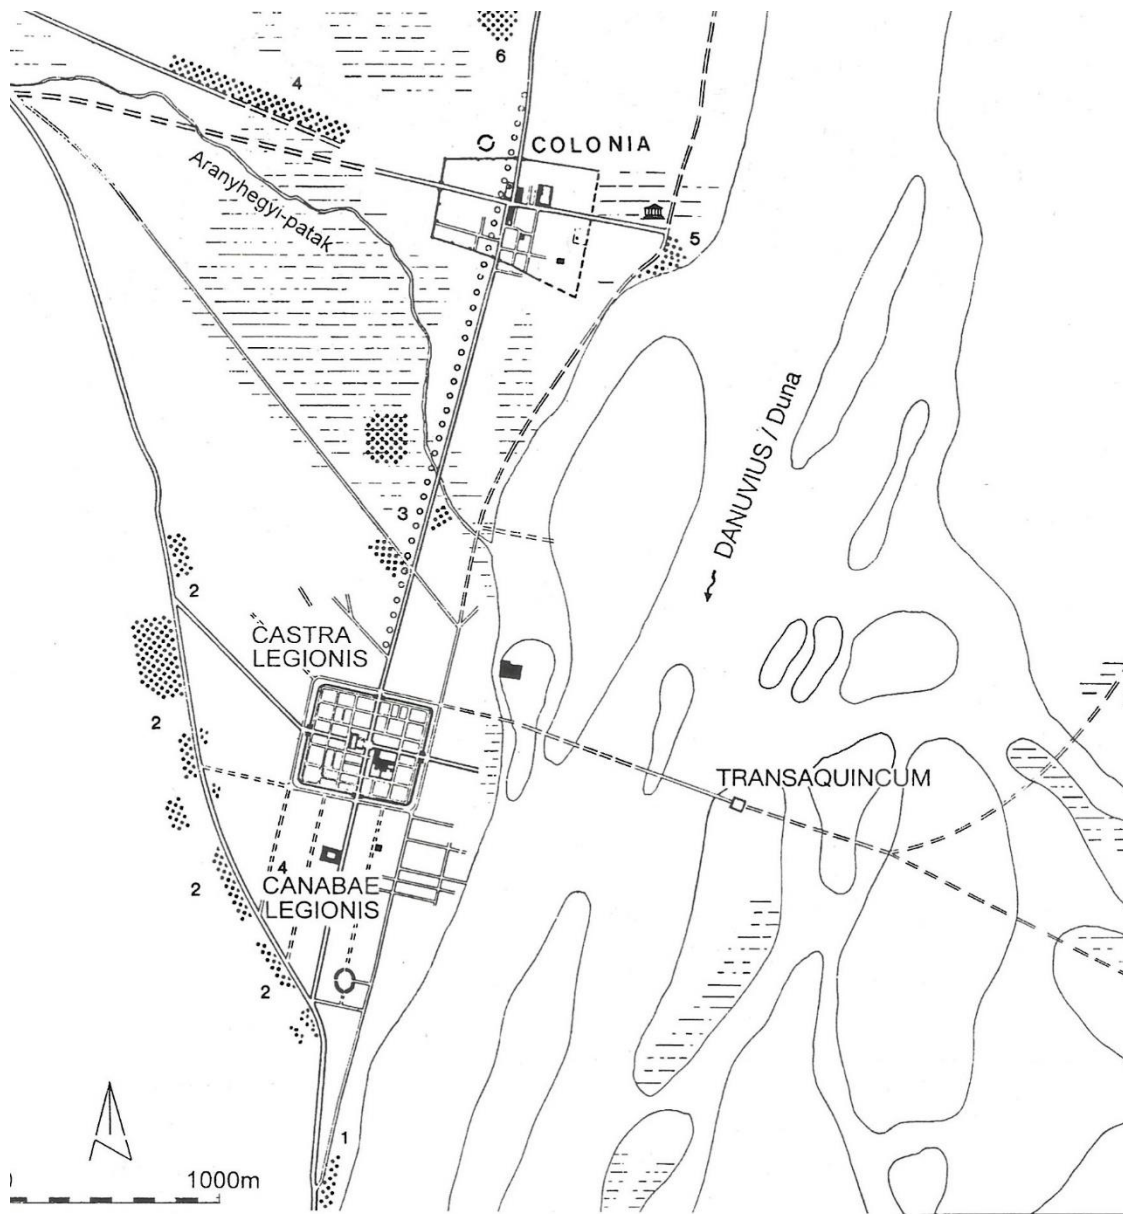 6
4
COLONIA
Aranyhegyi-patak
5
DANUVIUS / Duna
3
2
CASTRA
LEGIONIS
2
TRANSAQUINCUM
4
2
CANABAE
LEGIONIS
2
1
1000m